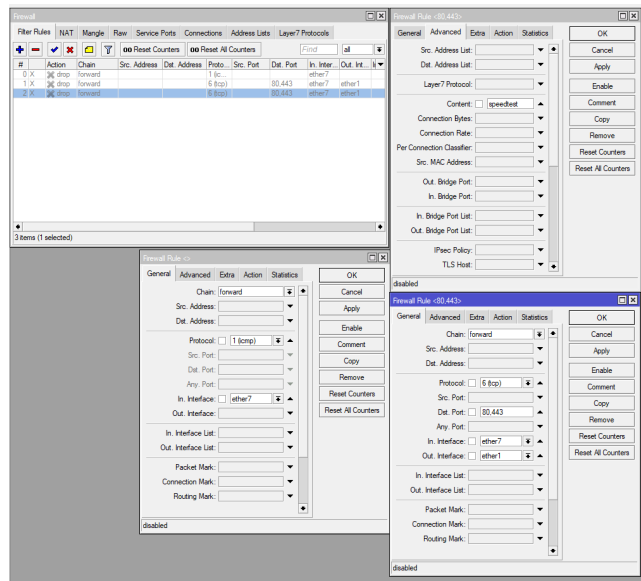 Firewall
Filter Rules NAT Mangle Raw Service Ports Connections Address Lists Layer7 Protocols
00 Reset Counters 00 Reset All Counters Find all
# Action Chain Src. Address Dst. Address Proto... Src. Port Dst. Port In. Inter... Out. Int...
0 X drop forward 1 (ic... ether7
1 X drop forward 6 (tcp) 80,443 ether7 ether1
2 X drop forward 6 (tcp) 80,443 ether7 ether1
3 items (1 selected)
Firewall Rule <80,443>
General Advanced Extra Action Statistics
Src. Address List:
Dst. Address List:
Layer7 Protocol:
Content: speedtest
Connection Bytes:
Connection Rate:
Per Connection Classifier:
Src. MAC Address:
Out. Bridge Port:
In. Bridge Port:
In. Bridge Port List:
Out. Bridge Port List:
IPsec Policy:
TLS Host:
OK
Cancel
Apply
Enable
Comment
Copy
Remove
Reset Counters
Reset All Counters
disabled
Firewall Rule <>
General Advanced Extra Action Statistics
Chain: forward
Src. Address:
Dst. Address:
Protocol: 1 (icmp)
Src. Port:
Dst. Port:
Any. Port:
In. Interface: ether7
Out. Interface:
In. Interface List:
Out. Interface List:
Packet Mark:
Connection Mark:
Routing Mark:
OK
Cancel
Apply
Enable
Comment
Copy
Remove
Reset Counters
Reset All Counters
disabled
Firewall Rule <80,443>
General Advanced Extra Action Statistics
Chain: forward
Src. Address:
Dst. Address:
Protocol: 6 (tcp)
Src. Port:
Dst. Port: 80,443
Any. Port:
In. Interface: ether7
Out. Interface: ether1
In. Interface List:
Out. Interface List:
Packet Mark:
Connection Mark:
Routing Mark:
OK
Cancel
Apply
Enable
Comment
Copy
Remove
Reset Counters
Reset All Counters
disabled